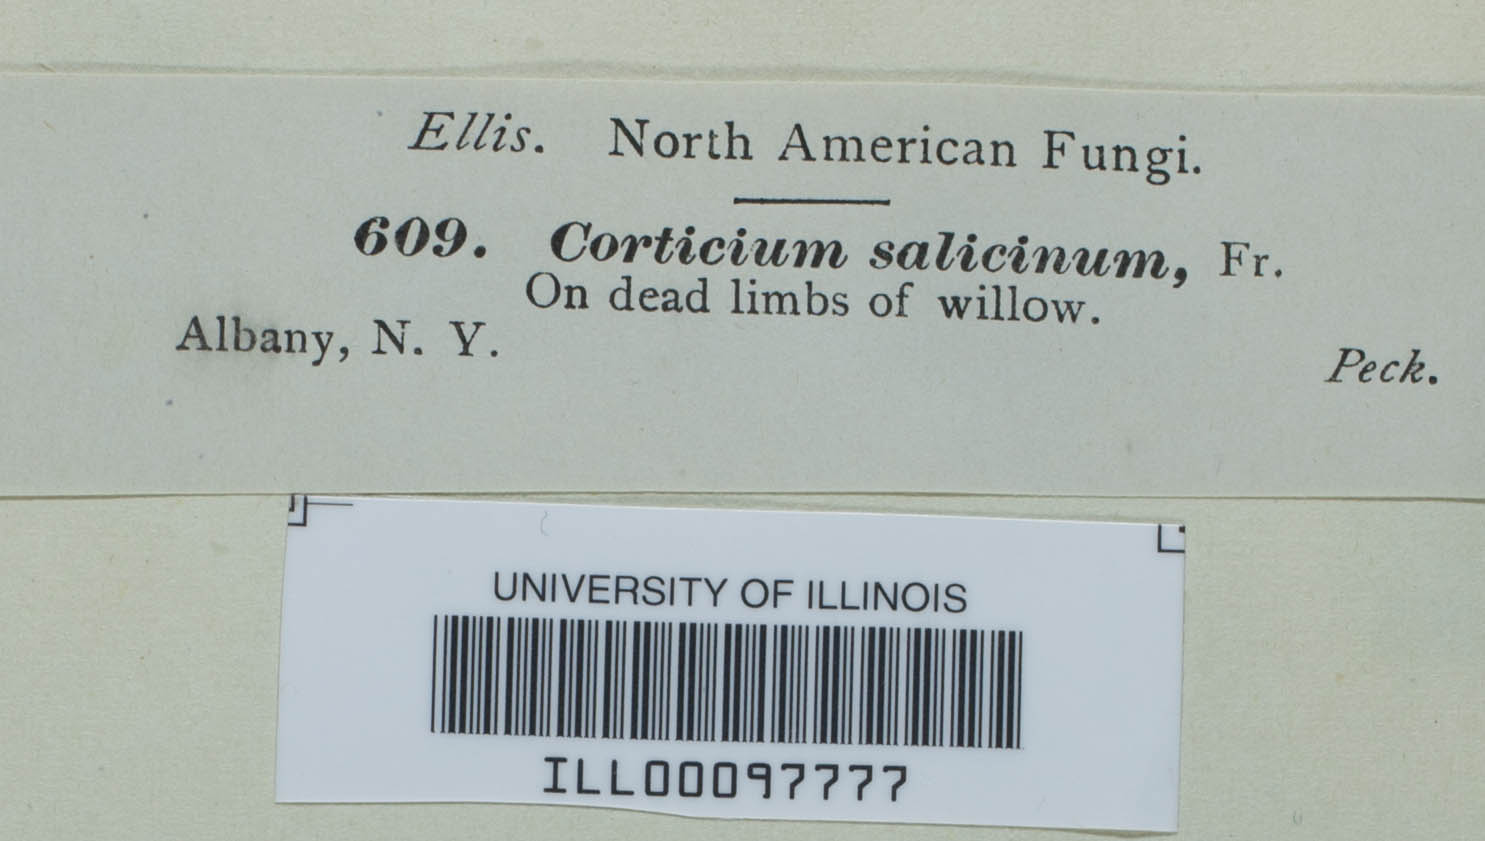 Ellis. North American Fungi.
609. Corticium salicinum, Fr.
On dead limbs of willow.
Albany, N. Y.
Peck.
UNIVERSITY OF ILLINOIS
ILL00097777